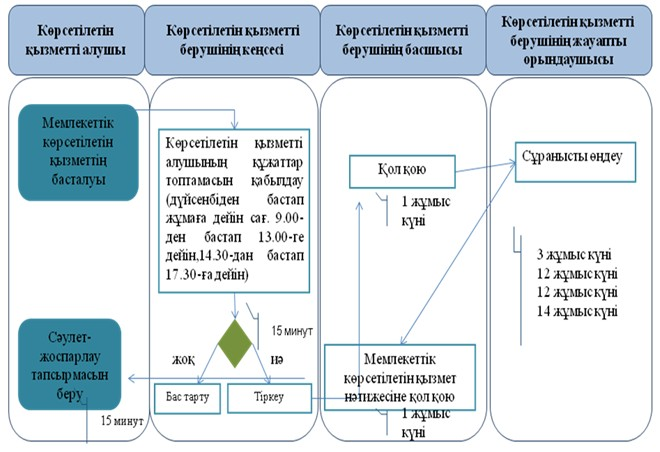 Көрсетілетін
қызметті алушы
Көрсетілетін қызметті
берушінің кеңсесі
Көрсетілетін қызметті
берушінің басшысы
Көрсетілетін қызметті
берушінің жауапты
орындаушысы
Мемлекеттік
көрсетілетін
қызметтің
басталуы
Көрсетілетін қызметті
алушының құжаттар
топтамасын қабылдау
(дүйсенбіден бастап
жұмаға дейін сағ. 9.00-
ден бастап 13.00-ге
дейін,14.30-дан бастап
17.30-ға дейін)
Қол қою
1 жұмыс
күні
Сұранысты өңдеу
3 жұмыс күні
12 жұмыс күні
12 жұмыс күні
14 жұмыс күні
15 минут
жоқ
иә
Сәулет-
жоспарлау
тапсырмасын
беру
15 минут
Бас тарту
Тіркеу
Мемлекеттік
көрсетілетін қызмет
нәтижесіне қол қою
1 жұмыс
күні